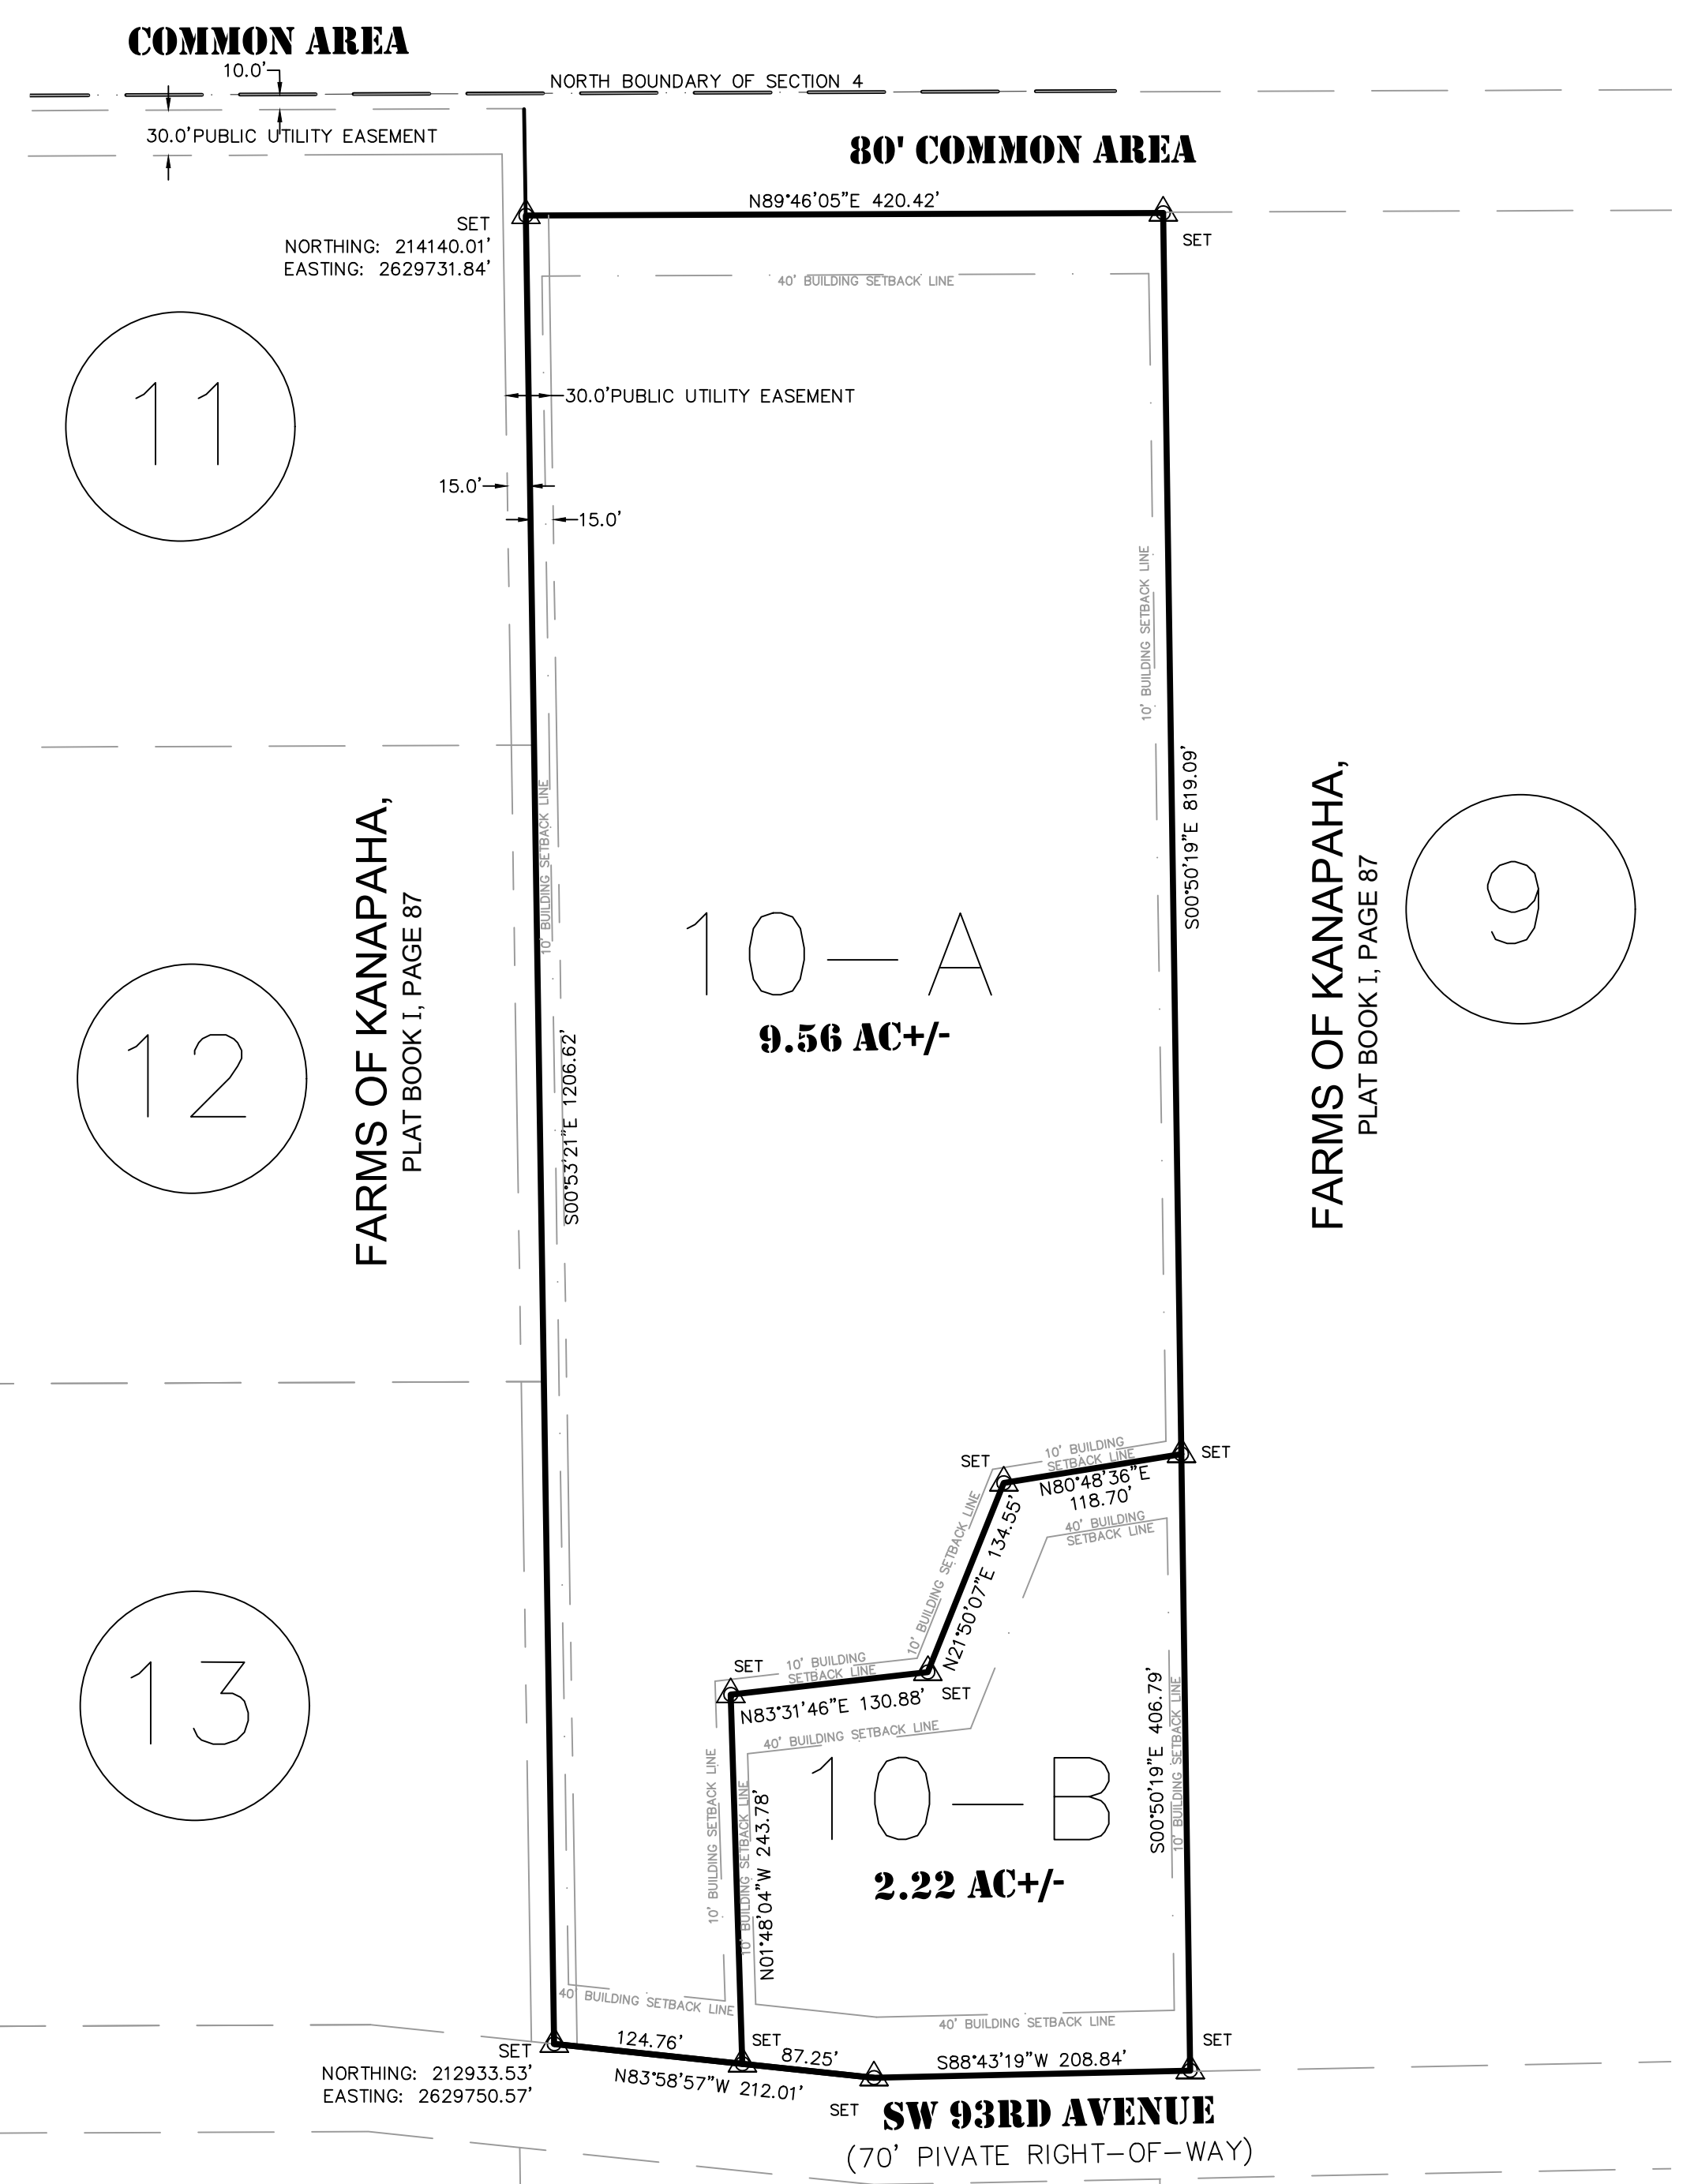 COMMON AREA
10.0'
NORTH BOUNDARY OF SECTION 4
30.0'PUBLIC UTILITY EASEMENT
80' COMMON AREA
N89°46'05"E 420.42'
SET
NORTHING: 214140.01'
EASTING: 2629731.84'
SET
40' BUILDING SETBACK LINE
11
30.0'PUBLIC UTILITY EASEMENT
15.0'
15.0'
10' BUILDING SETBACK LINE
S00°50'19"E 819.09'
10' BUILDING SETBACK LINE
FARMS OF KANAPAHA,
PLAT BOOK I, PAGE 87
FARMS OF KANAPAHA,
PLAT BOOK I, PAGE 87
9
10-A
9.56 AC+/-
12
S00°53'21"E 1206.62'
10' BUILDING
SETBACK LINE
SET
SET
N80°48'36"E
118.70'
40' BUILDING
SETBACK LINE
10' BUILDING SETBACK LINE
N21°50'07"E 134.55'
10' BUILDING
SETBACK LINE
SET
SET
N83°31'46"E 130.88'
40' BUILDING SETBACK LINE
13
10' BUILDING SETBACK LINE
10' BUILDING SETBACK LINE
N01°48'04"W 243.78'
10-B
2.22 AC+/-
S00°50'19"E 406.79'
10' BUILDING SETBACK LINE
40' BUILDING SETBACK LINE
40' BUILDING SETBACK LINE
SET
NORTHING: 212933.53'
EASTING: 2629750.57'
124.76'
SET
87.25'
N83°58'57"W 212.01'
S88°43'19"W 208.84'
SET
SET
SW 93RD AVENUE
(70' PIVATE RIGHT-OF-WAY)